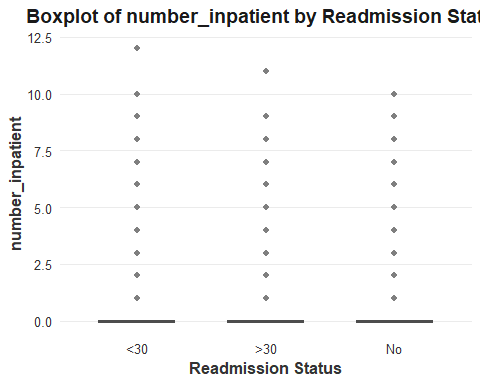 Boxplot of number_inpatient by Readmission Stat
12.5
10.0
7.5
5.0
2.5
0.0
number_inpatient
<30
>30
No
Readmission Status